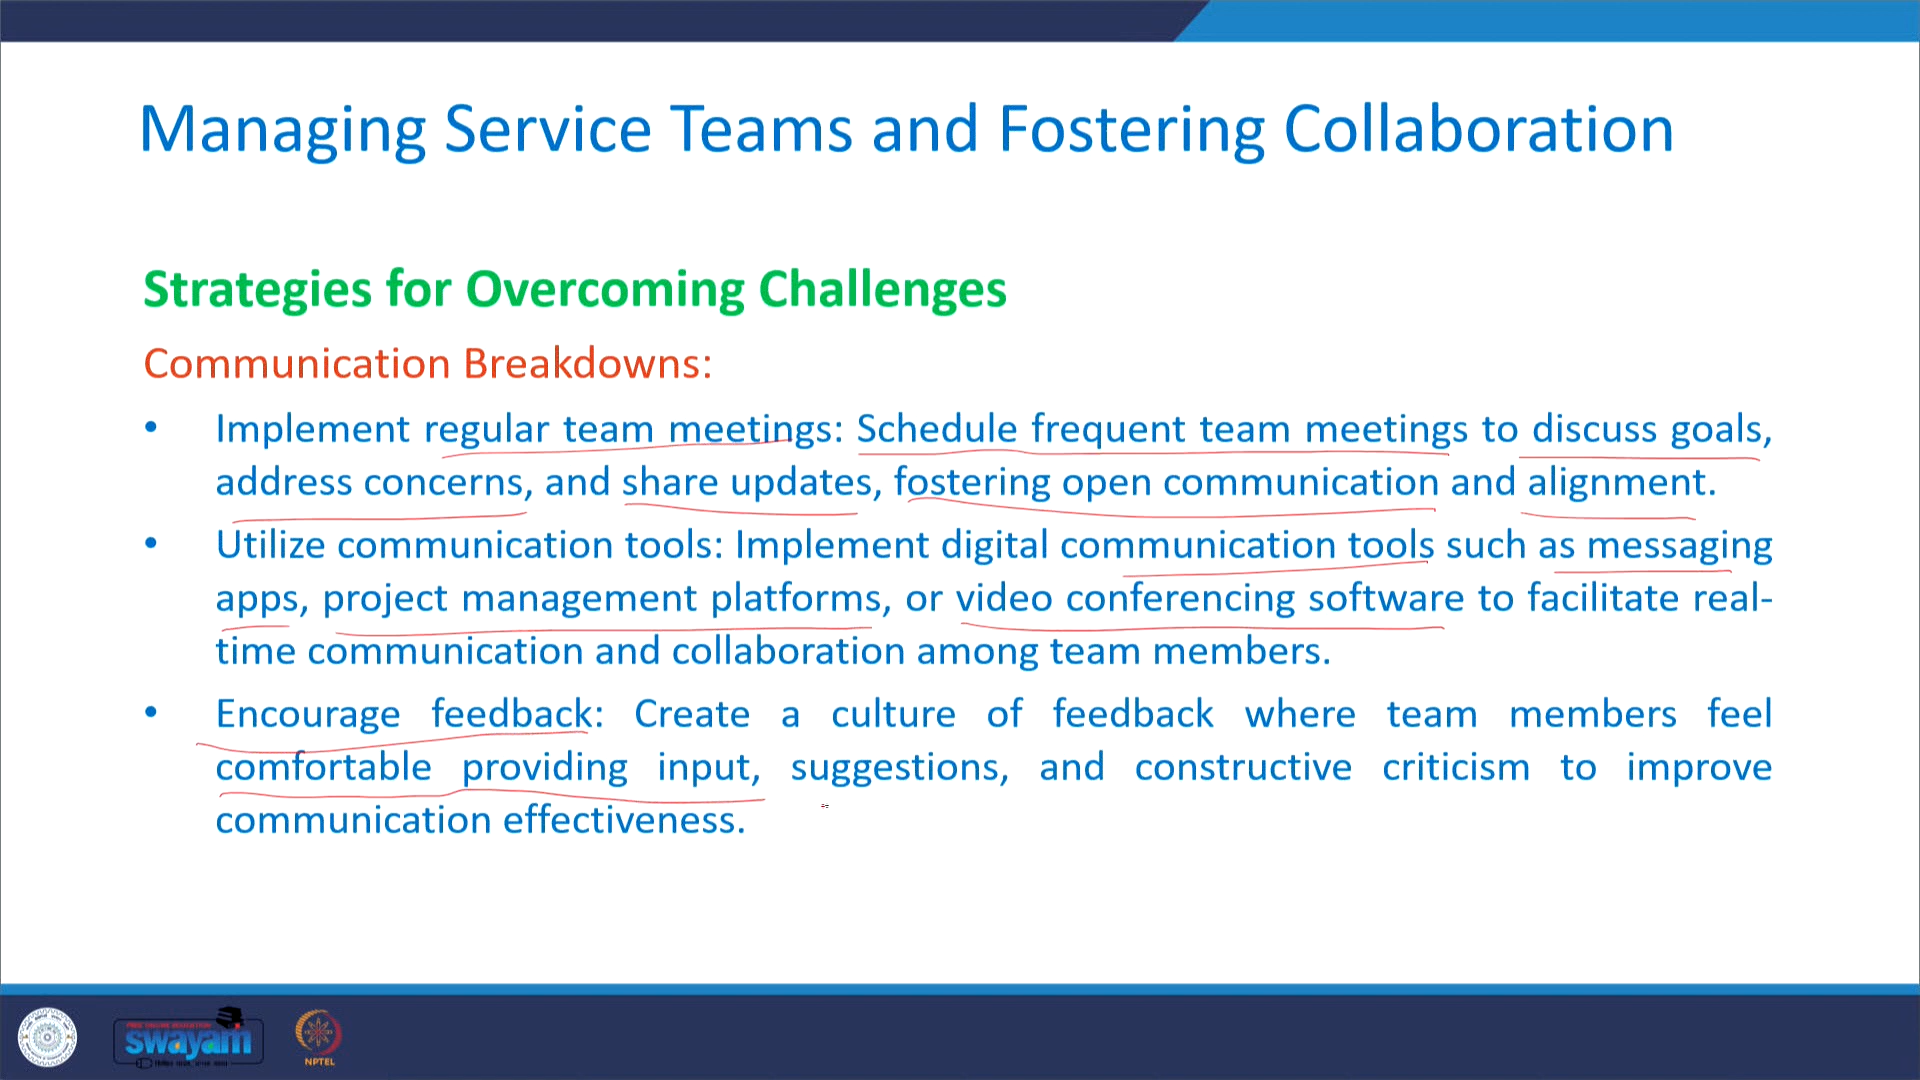 Managing Service Teams and Fostering Collaboration
Strategies for Overcoming Challenges
Communication Breakdowns:
• Implement regular team meetings: Schedule frequent team meetings to discuss goals,
address concerns, and share updates, fostering open communication and alignment.
• Utilize communication tools: Implement digital communication tools such as messaging
apps, project management platforms, or video conferencing software to facilitate real-
time communication and collaboration among team members.
• Encourage feedback: Create a culture of feedback where team members feel
comfortable providing input, suggestions, and constructive criticism to improve
communication effectiveness.
FREE ONLINE EDUCATION
swayam
NPTEL